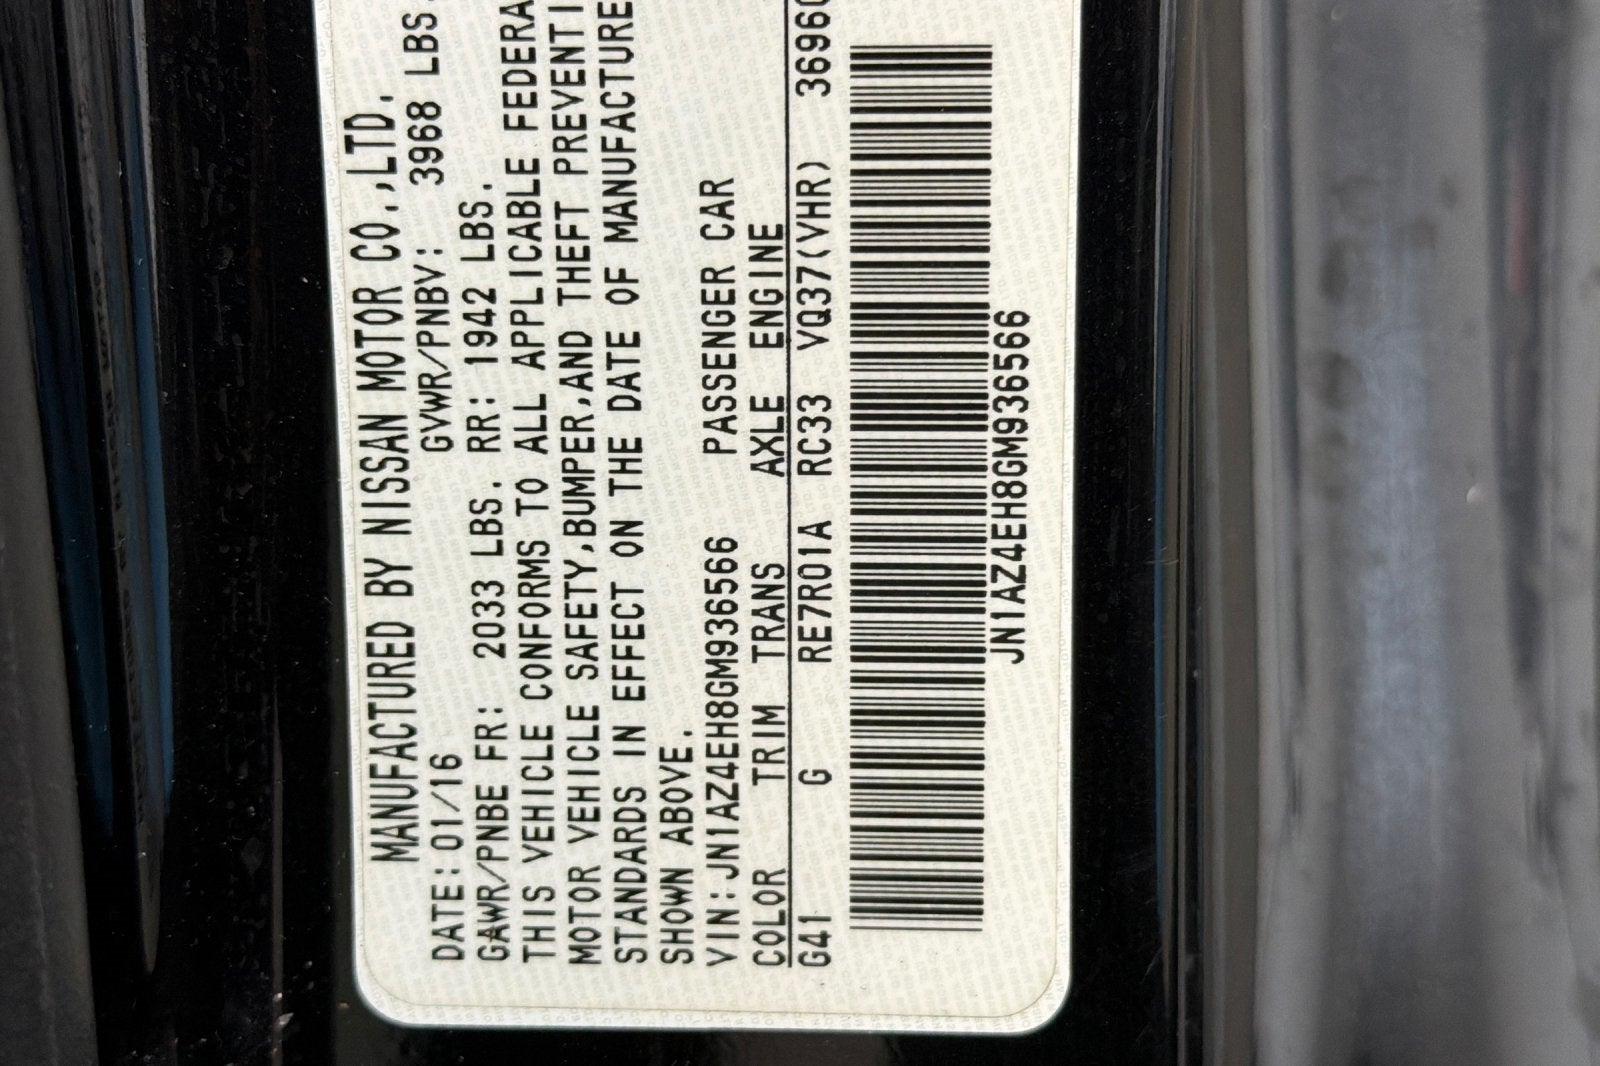 MANUFACTURED BY NISSAN MOTOR CO.,LTD.
DATE:01/16 GVWR/PNBV: 3968 LBS.
GAWR/PNBE FR: 2033 LBS. RR: 1942 LBS.
THIS VEHICLE CONFORMS TO ALL APPLICABLE FEDERA
MOTOR VEHICLE SAFETY,BUMPER,AND THEFT PREVENTI
STANDARDS IN EFFECT ON THE DATE OF MANUFACTURE
SHOWN ABOVE.
VIN:JN1AZ4EH8GM936566 PASSENGER CAR
COLOR TRIM TRANS AXLE ENGINE
G41 G RE7R01A RC33 VQ37(VHR) 36960
JN1AZ4EH8GM936566